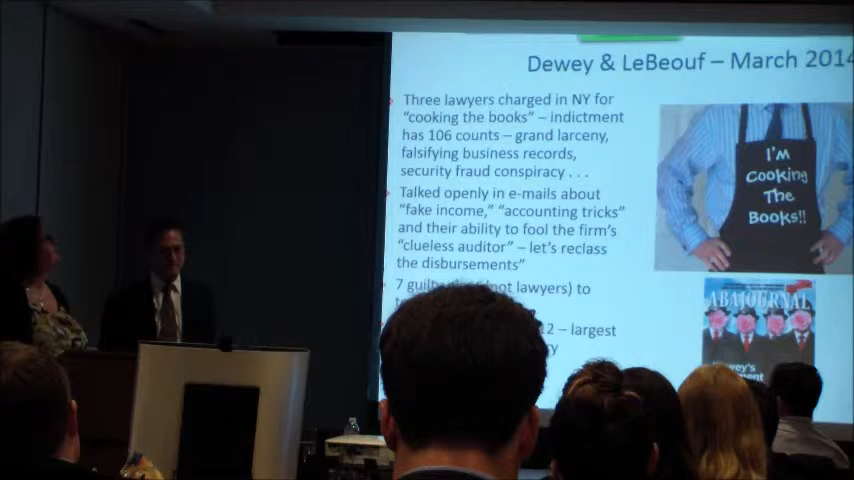 Dewey & LeBeouf – March 2014
Three lawyers charged in NY for
"cooking the books" – indictment
has 106 counts – grand larceny,
falsifying business records,
security fraud conspiracy . . .
Talked openly in e-mails about
"fake income," "accounting tricks"
and their ability to fool the firm's
"clueless auditor" – let's reclass
the disbursements"
7 not lawyers) to
12 – largest
I'M
Cooking
The
Books!!
ABA JOURNAL